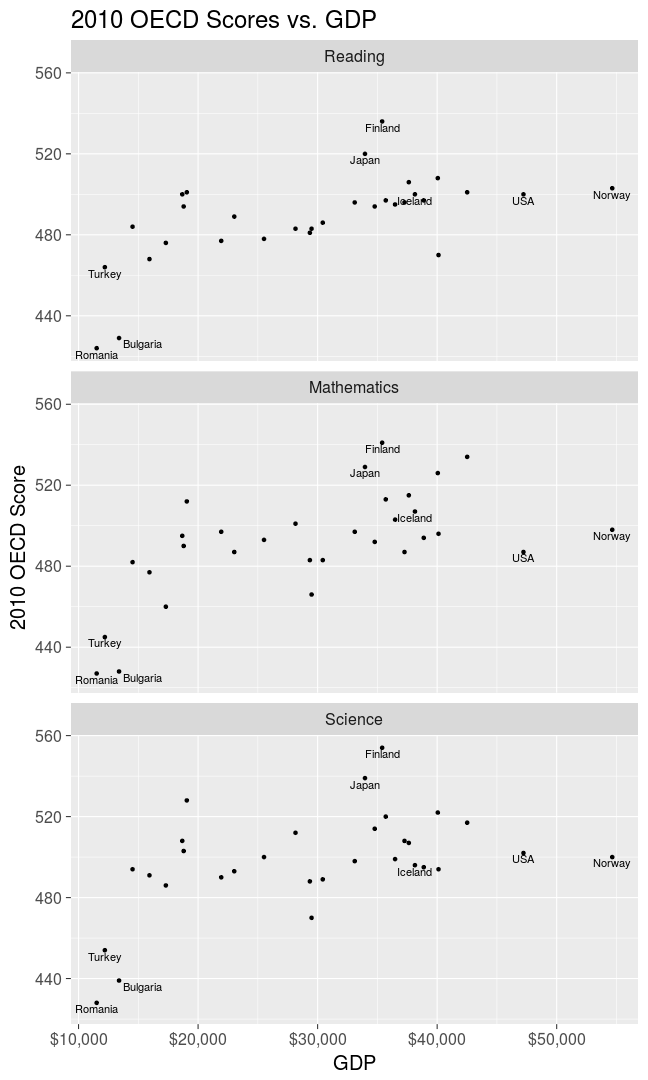 2010 OECD Scores vs. GDP
Reading
560
520
480
440
Finland
Japan
Iceland
USA
Norway
Turkey
Bulgaria
Romania
Mathematics
560
520
480
440
Finland
Japan
Iceland
USA
Norway
Turkey
Bulgaria
Romania
2010 OECD Score
Science
560
520
480
440
Finland
Japan
Iceland
USA
Norway
Turkey
Bulgaria
Romania
$10,000 $20,000 $30,000 $40,000 $50,000
GDP